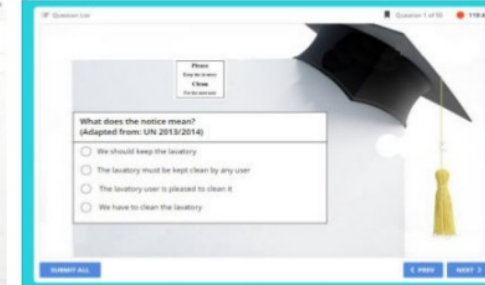 Question List
Question 1 of 50
Please
Clean
What does the notice mean?
(Adapted from: UN 2013/2014)
We should keep the lavatory
The lavatory must be kept clean by any user
The lavatory user is pleased to clean it
We have to clean the lavatory
SUBMIT ALL
PREV
NEXT